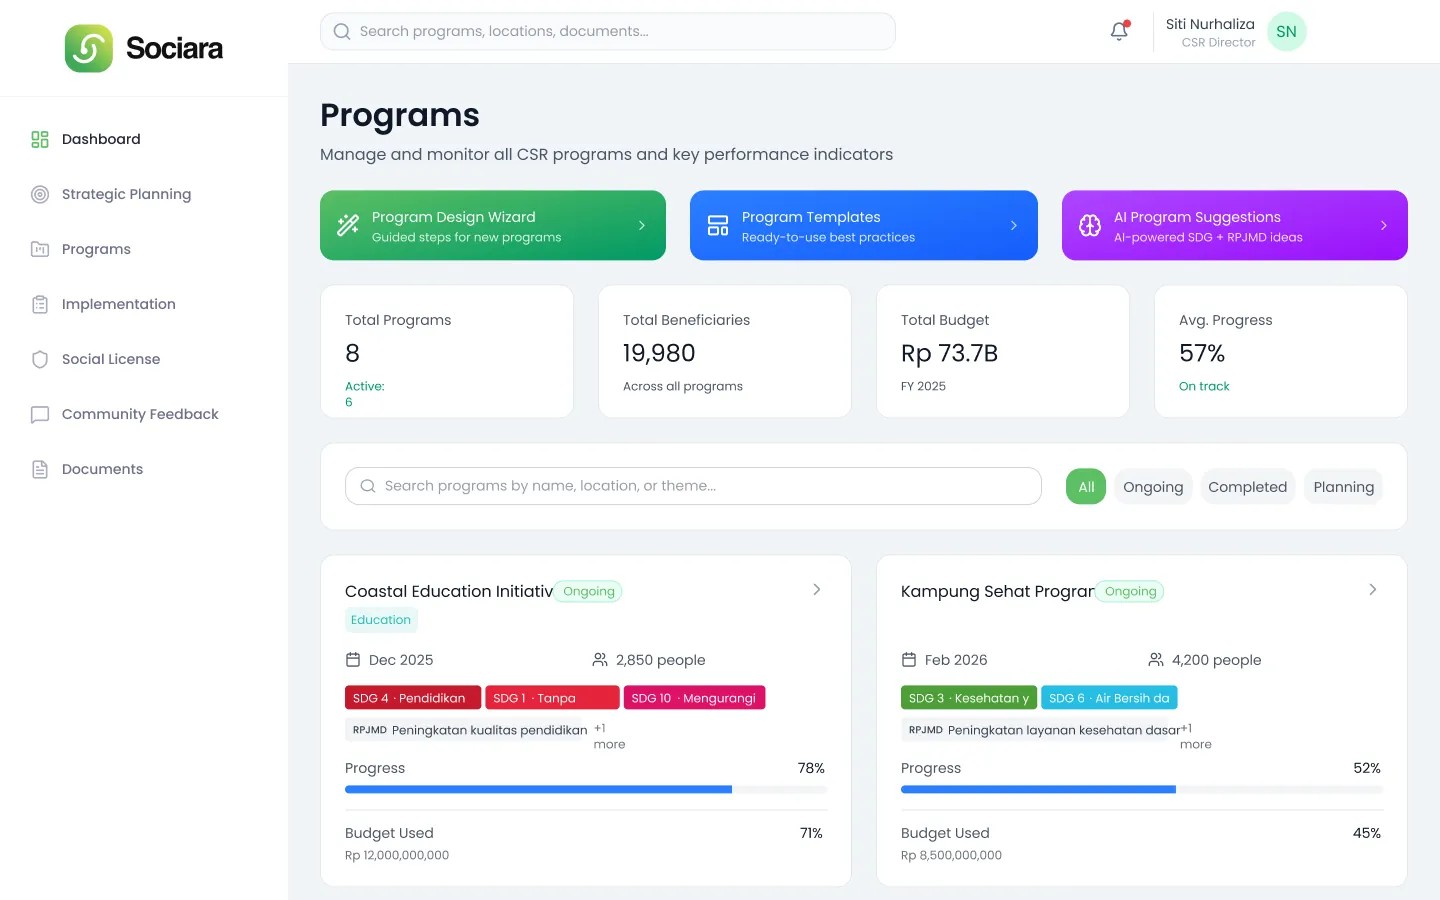 Sociara
Search programs, locations, documents...
Siti Nurhaliza
CSR Director
SN
Dashboard
Strategic Planning
Programs
Implementation
Social License
Community Feedback
Documents
Programs
Manage and monitor all CSR programs and key performance indicators
Program Design Wizard
Guided steps for new programs
Program Templates
Ready-to-use best practices
AI Program Suggestions
AI-powered SDG + RPJMD ideas
Total Programs
8
Active:
6
Total Beneficiaries
19,980
Across all programs
Total Budget
Rp 73.7B
FY 2025
Avg. Progress
57%
On track
Search programs by name, location, or theme...
All
Ongoing
Completed
Planning
Coastal Education Initiativ
Ongoing
Education
Dec 2025
2,850 people
SDG 4 · Pendidikan
SDG 1 · Tanpa
SDG 10 · Mengurangi
RPJMD Peningkatan kualitas pendidikan
+1
more
Progress
78%
Budget Used
71%
Rp 12,000,000,000
Kampung Sehat Progra
Ongoing
Feb 2026
4,200 people
SDG 3 · Kesehatan y
SDG 6 · Air Bersih da
RPJMD Peningkatan layanan kesehatan dasar
+1
more
Progress
52%
Budget Used
45%
Rp 8,500,000,000